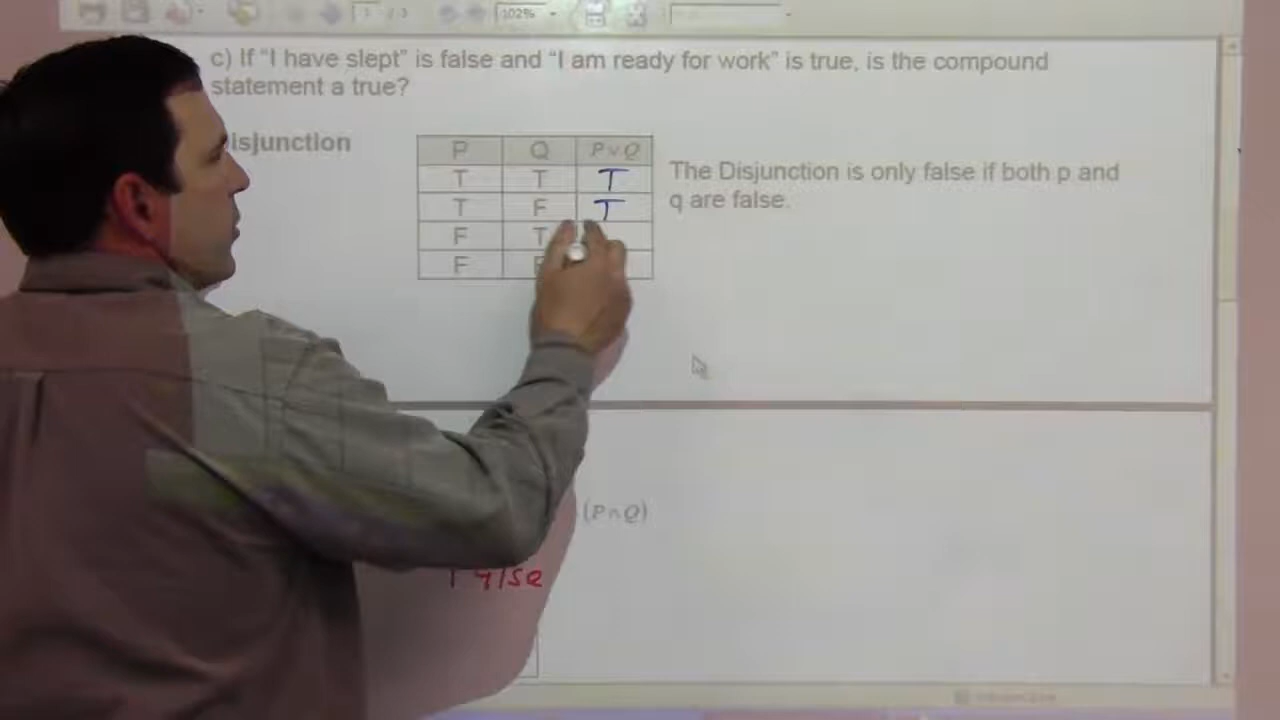 102%
c) If “I have slept” is false and “I am ready for work” is true, is the compound
statement a true?
isjunction
P Q P ∨ Q
T T T
T F T
F T
F F
The Disjunction is only false if both p and
q are false.
(P ∧ Q)
False